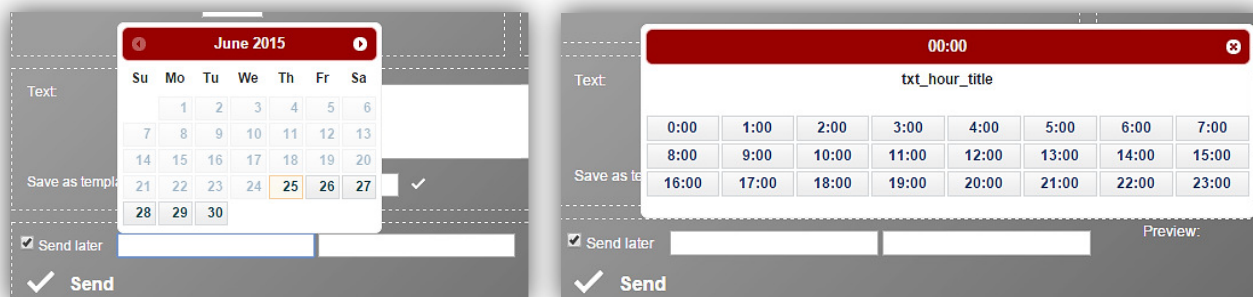 June 2015
Su Mo Tu We Th Fr Sa
1 2 3 4 5 6
Text:
7 8 9 10 11 12 13
14 15 16 17 18 19 20
Save as templa
21 22 23 24 25 26 27
28 29 30
Send later
Send
00:00
txt_hour_title
Text:
0:00 1:00 2:00 3:00 4:00 5:00 6:00 7:00
8:00 9:00 10:00 11:00 12:00 13:00 14:00 15:00
Save as te
16:00 17:00 18:00 19:00 20:00 21:00 22:00 23:00
Send later
Preview:
Send